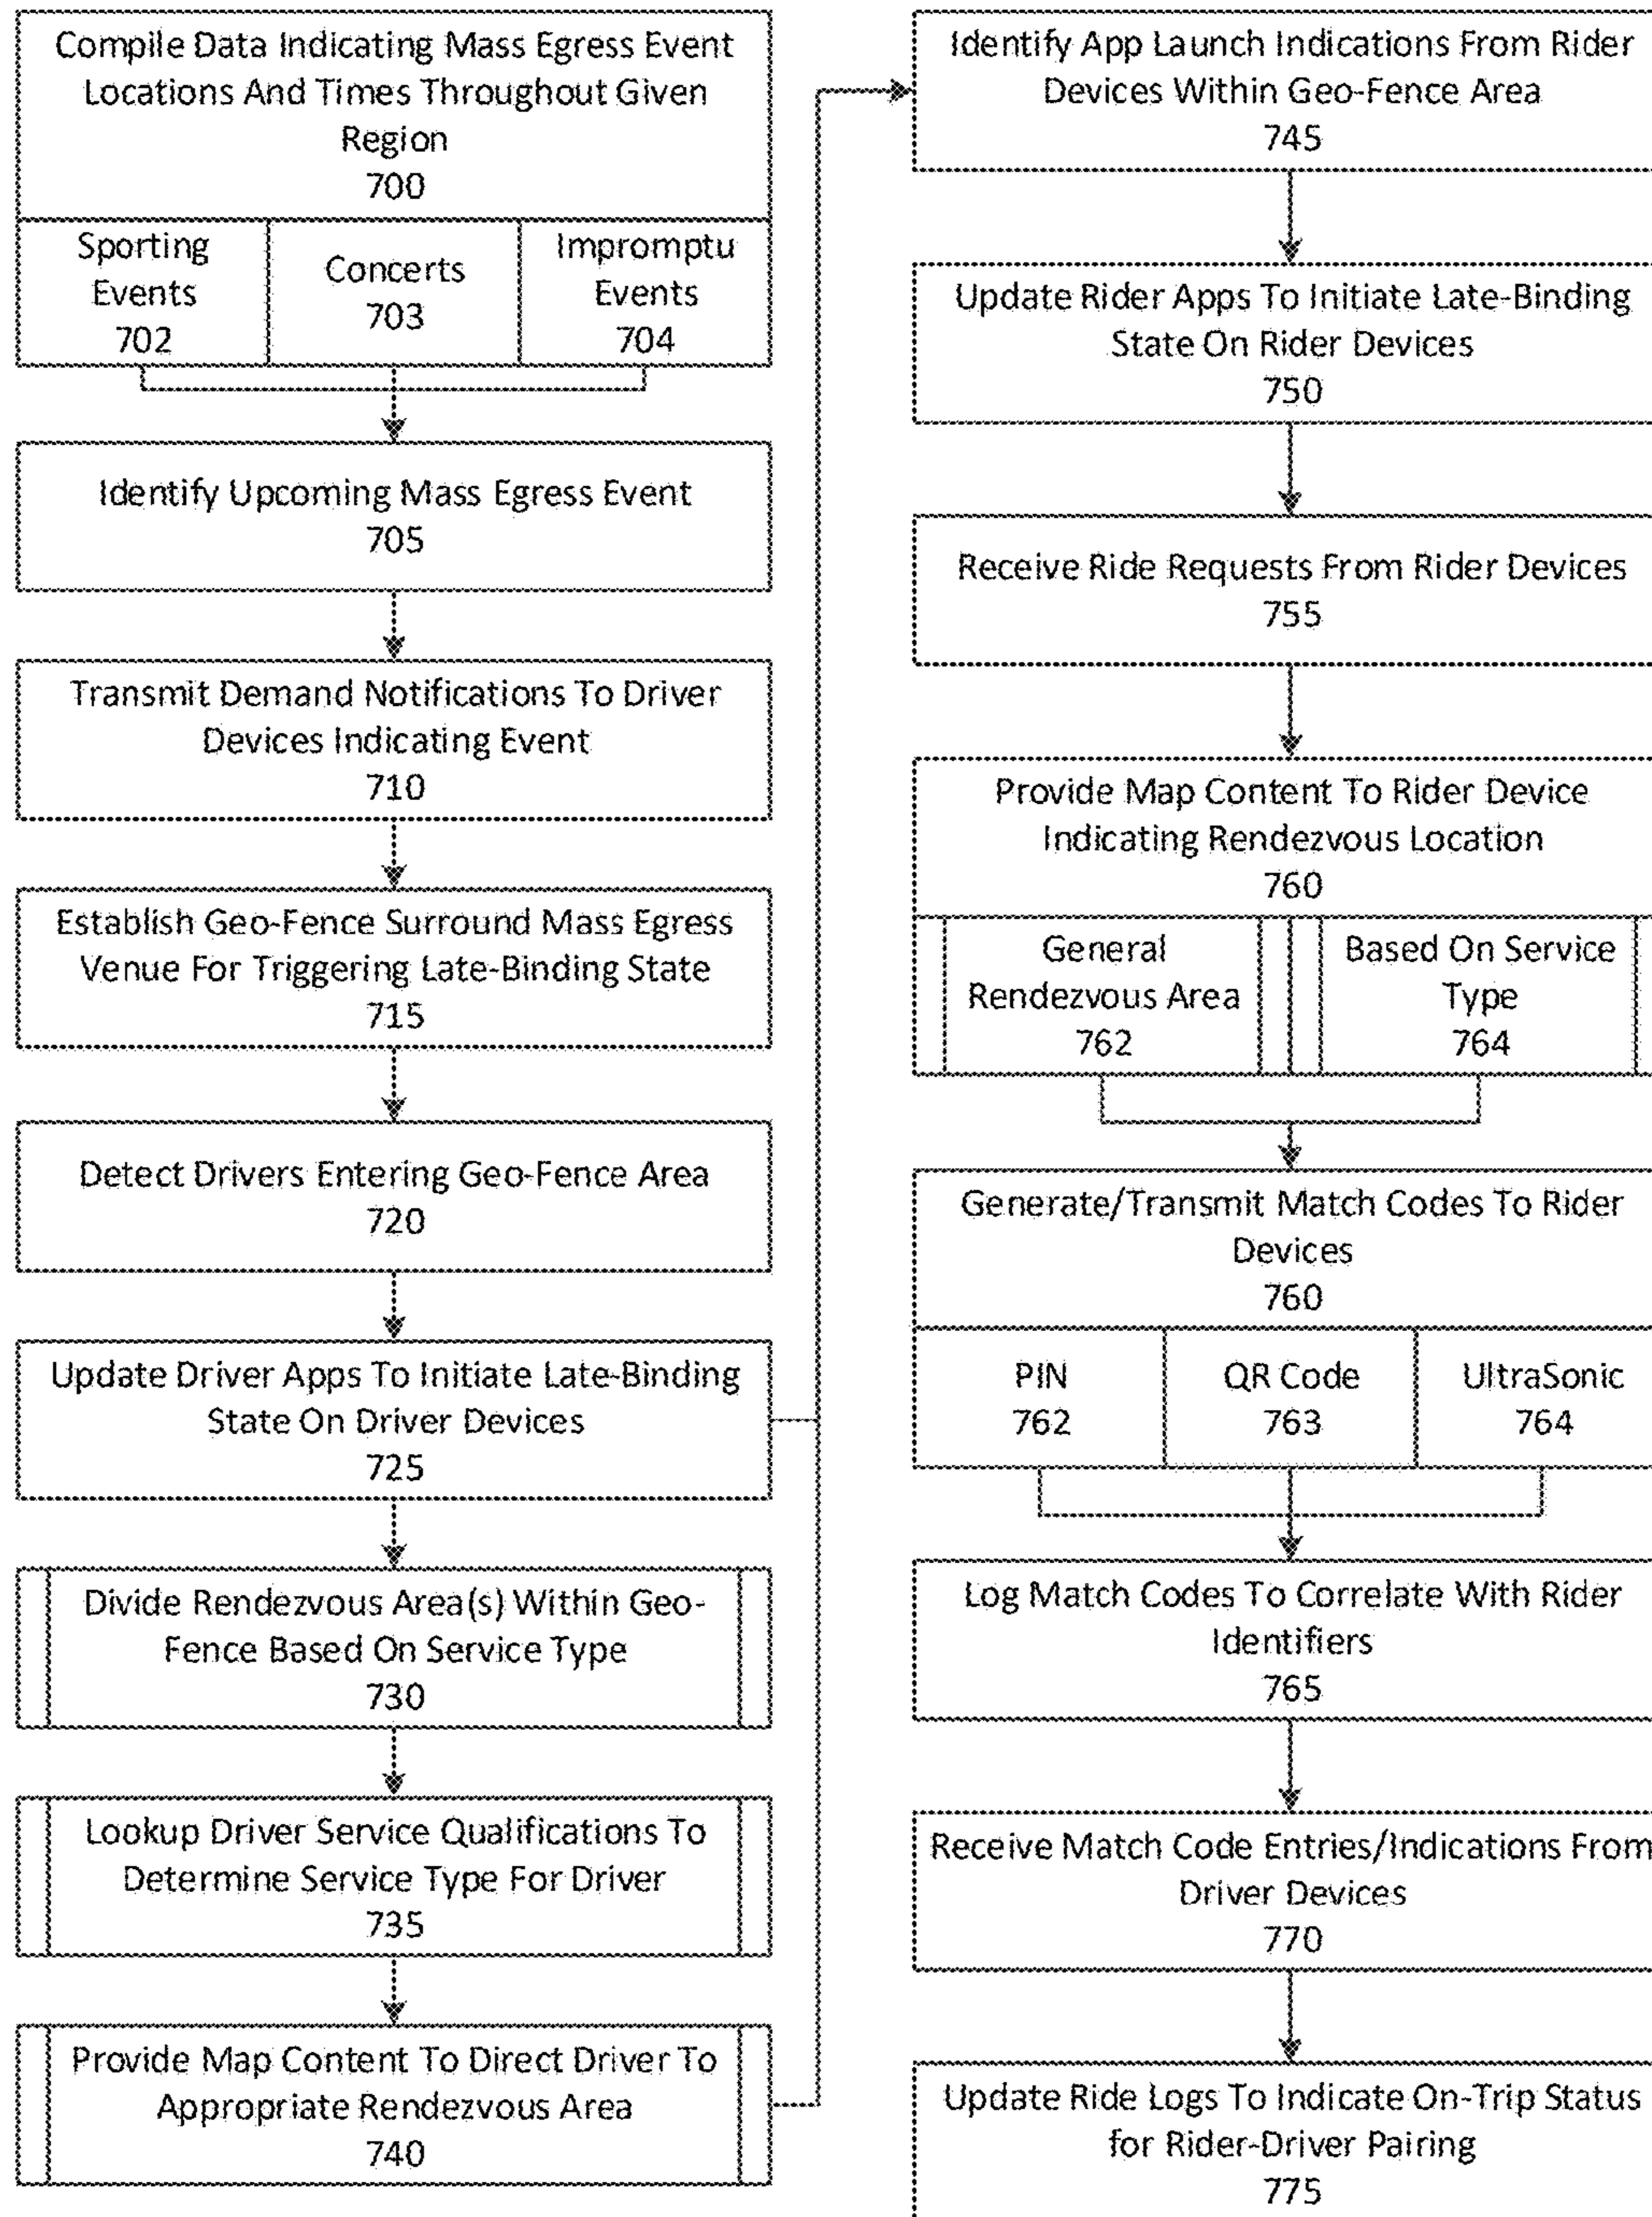 Compile Data Indicating Mass Egress Event
Locations And Times Throughout Given
Region
700
Sporting
Events
702
Concerts
703
Impromptu
Events
704
Identify Upcoming Mass Egress Event
705
Transmit Demand Notifications To Driver
Devices Indicating Event
710
Establish Geo-Fence Surround Mass Egress
Venue For Triggering Late-Binding State
715
Detect Drivers Entering Geo-Fence Area
720
Update Driver Apps To Initiate Late-Binding
State On Driver Devices
725
Divide Rendezvous Area(s) Within Geo-
Fence Based On Service Type
730
Lookup Driver Service Qualifications To
Determine Service Type For Driver
735
Provide Map Content To Direct Driver To
Appropriate Rendezvous Area
740
Identify App Launch Indications From Rider
Devices Within Geo-Fence Area
745
Update Rider Apps To Initiate Late-Binding
State On Rider Devices
750
Receive Ride Requests From Rider Devices
755
Provide Map Content To Rider Device
Indicating Rendezvous Location
760
General
Rendezvous Area
762
Based On Service
Type
764
Generate/Transmit Match Codes To Rider
Devices
760
PIN
762
QR Code
763
UltraSonic
764
Log Match Codes To Correlate With Rider
Identifiers
765
Receive Match Code Entries/Indications From
Driver Devices
770
Update Ride Logs To Indicate On-Trip Status
for Rider-Driver Pairing
775